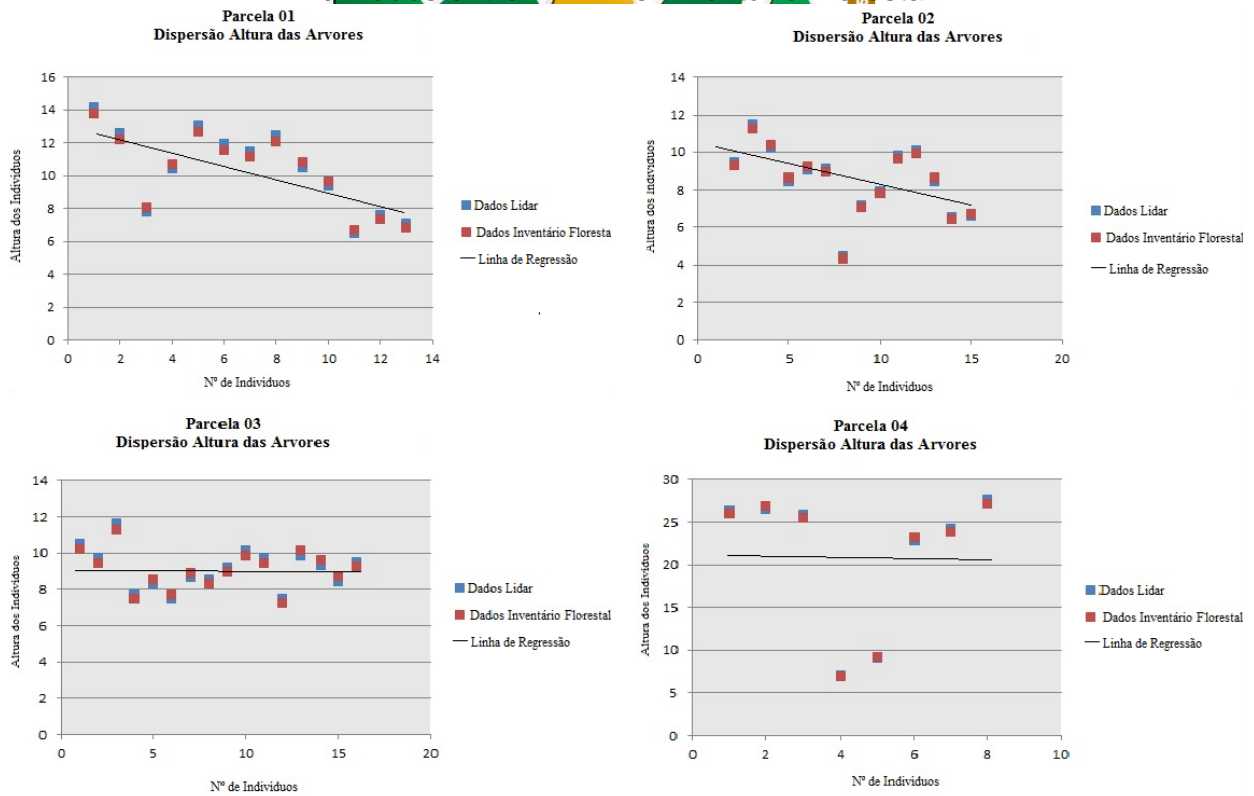 Parcela 01
Dispersão Altura das Arvores
Altura dos Individuos
16
14
12
10
8
6
4
2
0
0 2 4 6 8 10 12 14
Nº de Individuos
Dados Lidar
Dados Inventário Floresta
Linha de Regressão
Parcela 02
Dispersão Altura das Arvores
Altura dos Individuos
14
12
10
8
6
4
2
0
0 5 10 15 20
Nº de Individuos
Dados Lidar
Dados Inventário Florestal
Linha de Regressão
Parcela 03
Dispersão Altura das Arvores
Altura dos Individuos
14
12
10
8
6
4
2
0
0 5 10 15 20
Nº de Individuos
Dados Lidar
Dados Inventário Florestal
Linha de Regressão
Parcela 04
Dispersão Altura das Arvores
Altura dos Individuos
30
25
20
15
10
5
0
0 2 4 6 8 10
Nº de Individuos
Dados Lidar
Dados Inventário Florestal
Linha de Regressão